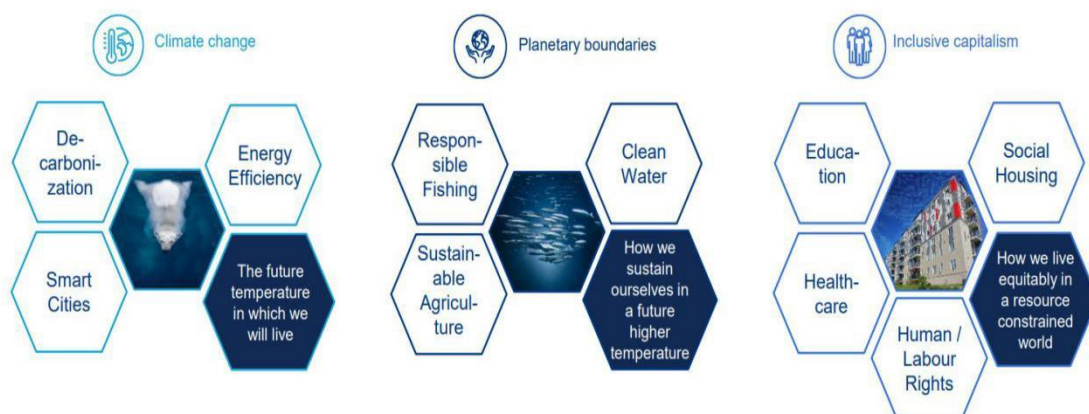 Climate change
De-
carboni-
zation
Energy
Efficiency
Smart
Cities
The future
temperature
in which we
will live
Planetary boundaries
Respon-
sible
Fishing
Clean
Water
Sustain-
able
Agricul-
ture
How we
sustain
ourselves in
a future
higher
temperature
Inclusive capitalism
Educa-
tion
Social
Housing
Health-
care
How we live
equitably in
a resource
constrained
world
Human /
Labour
Rights